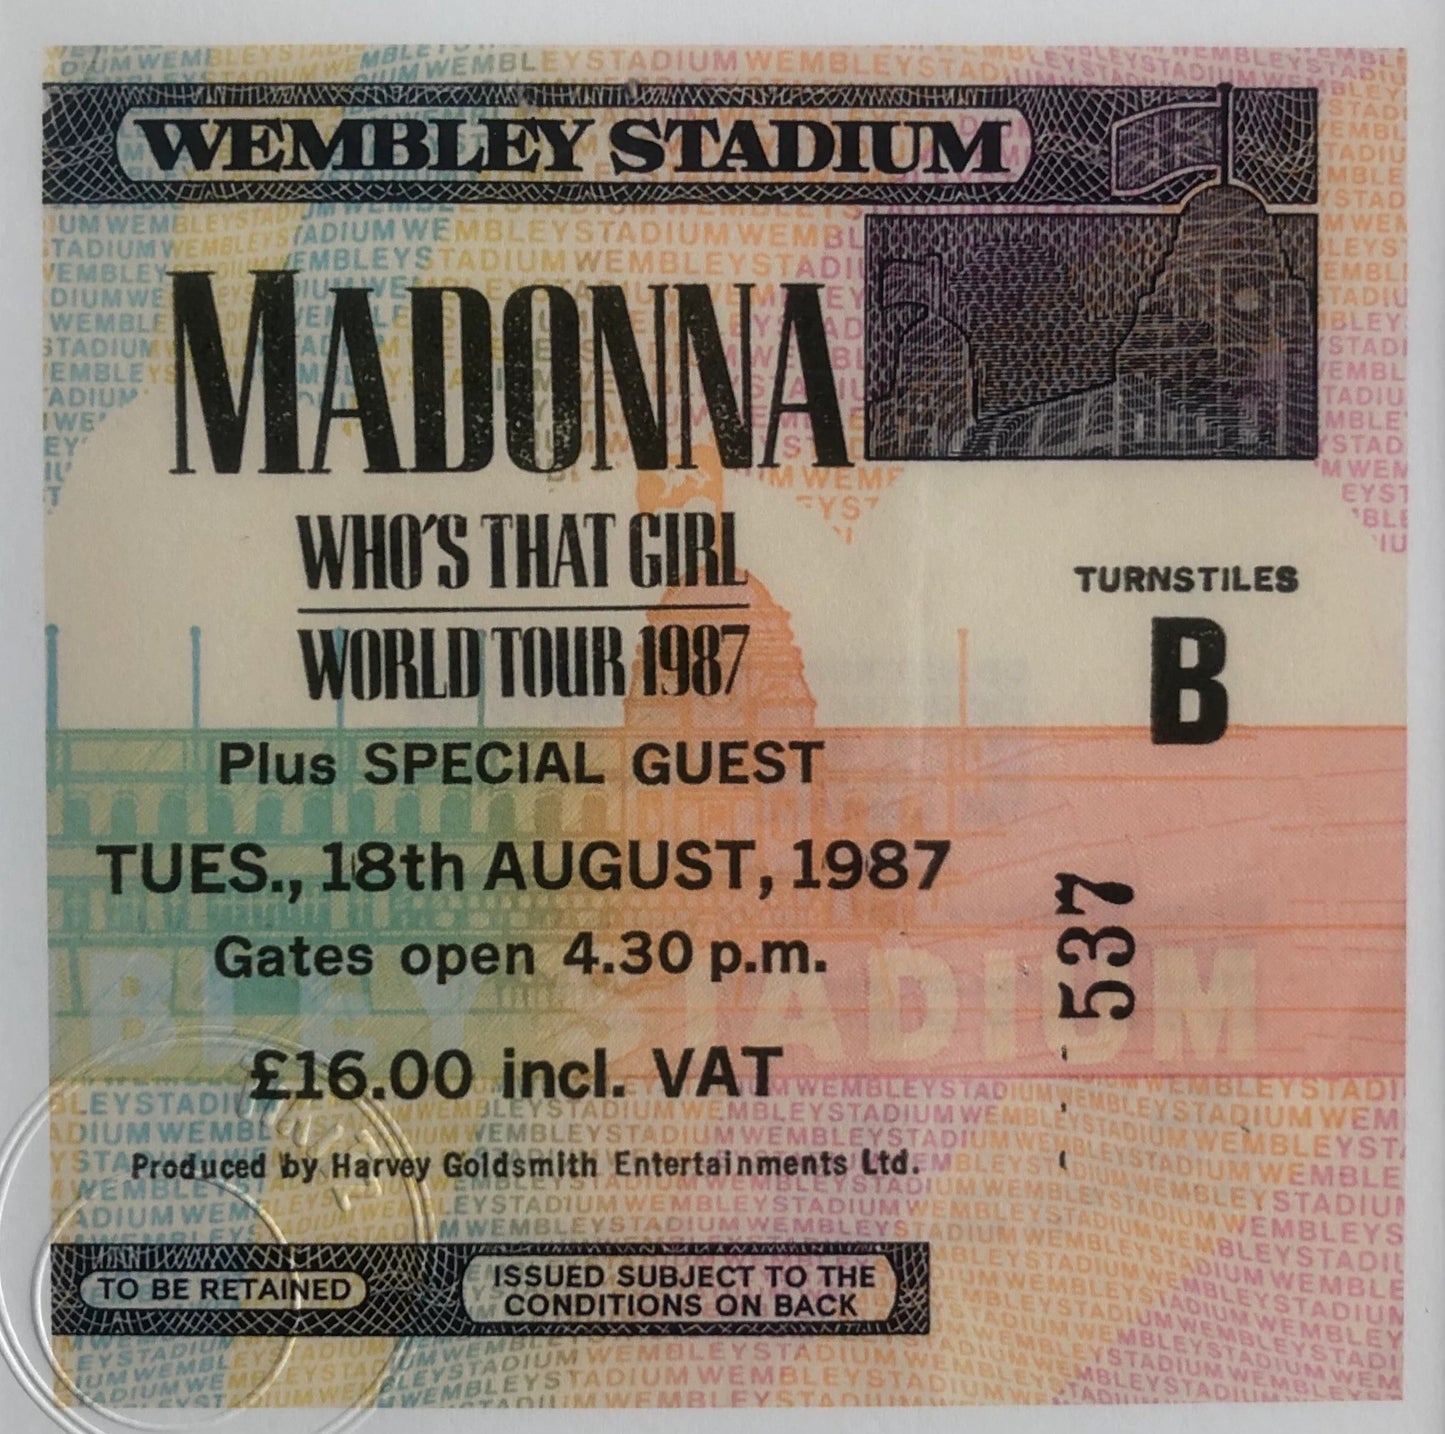 WEMBLEY STADIUM
MADONNA
WHO'S THAT GIRL
WORLD TOUR 1987
TURNSTILES
B
Plus SPECIAL GUEST
TUES., 18th AUGUST, 1987
Gates open 4.30 p.m.
537
BLEY STADIUM
£16.00 incl. VAT
Produced by Harvey Goldsmith Entertainments Ltd.
TO BE RETAINED
ISSUED SUBJECT TO THE
CONDITIONS ON BACK